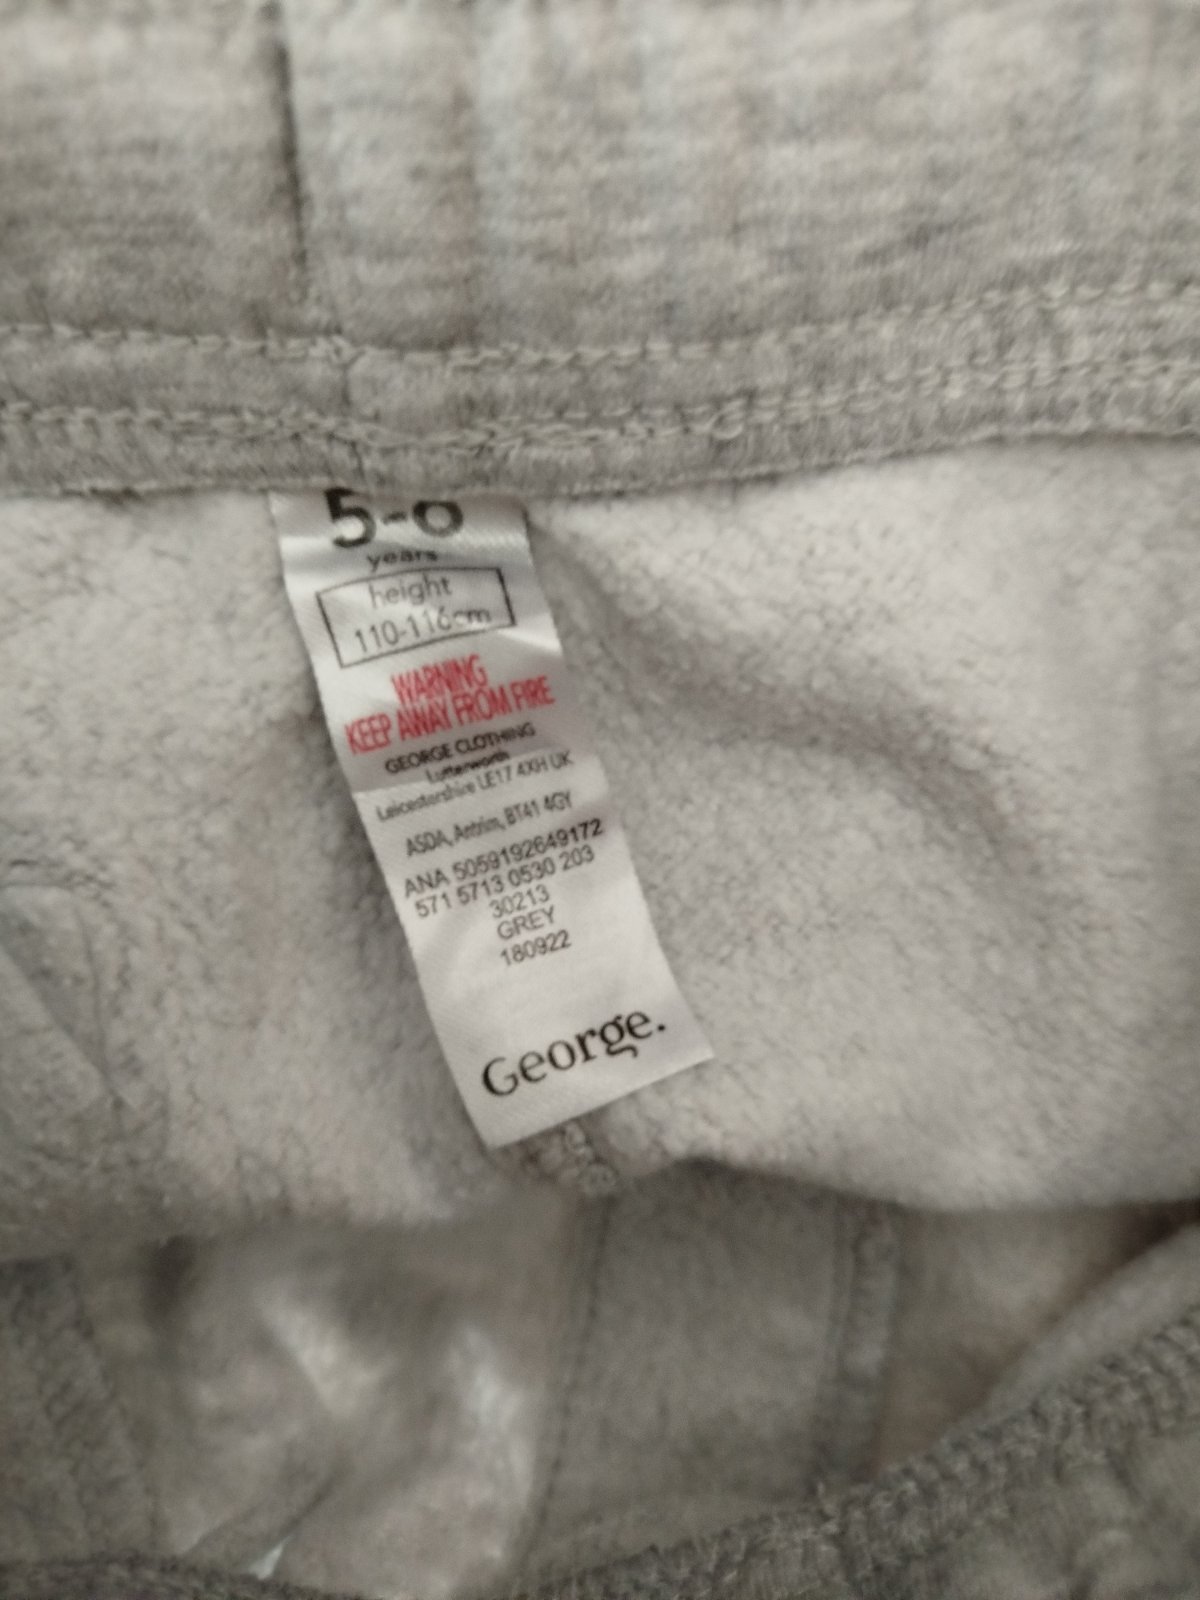 5-6
years
height
110-116cm
WARNING
KEEP AWAY FROM FIRE
GEORGE CLOTHING
Lutterworth
Leicestershire LE17 4XH UK
ASDA, Antrim, BT41 4GY
ANA 5059192649172
571 5713 0530 203
30213
GREY
180922
George.